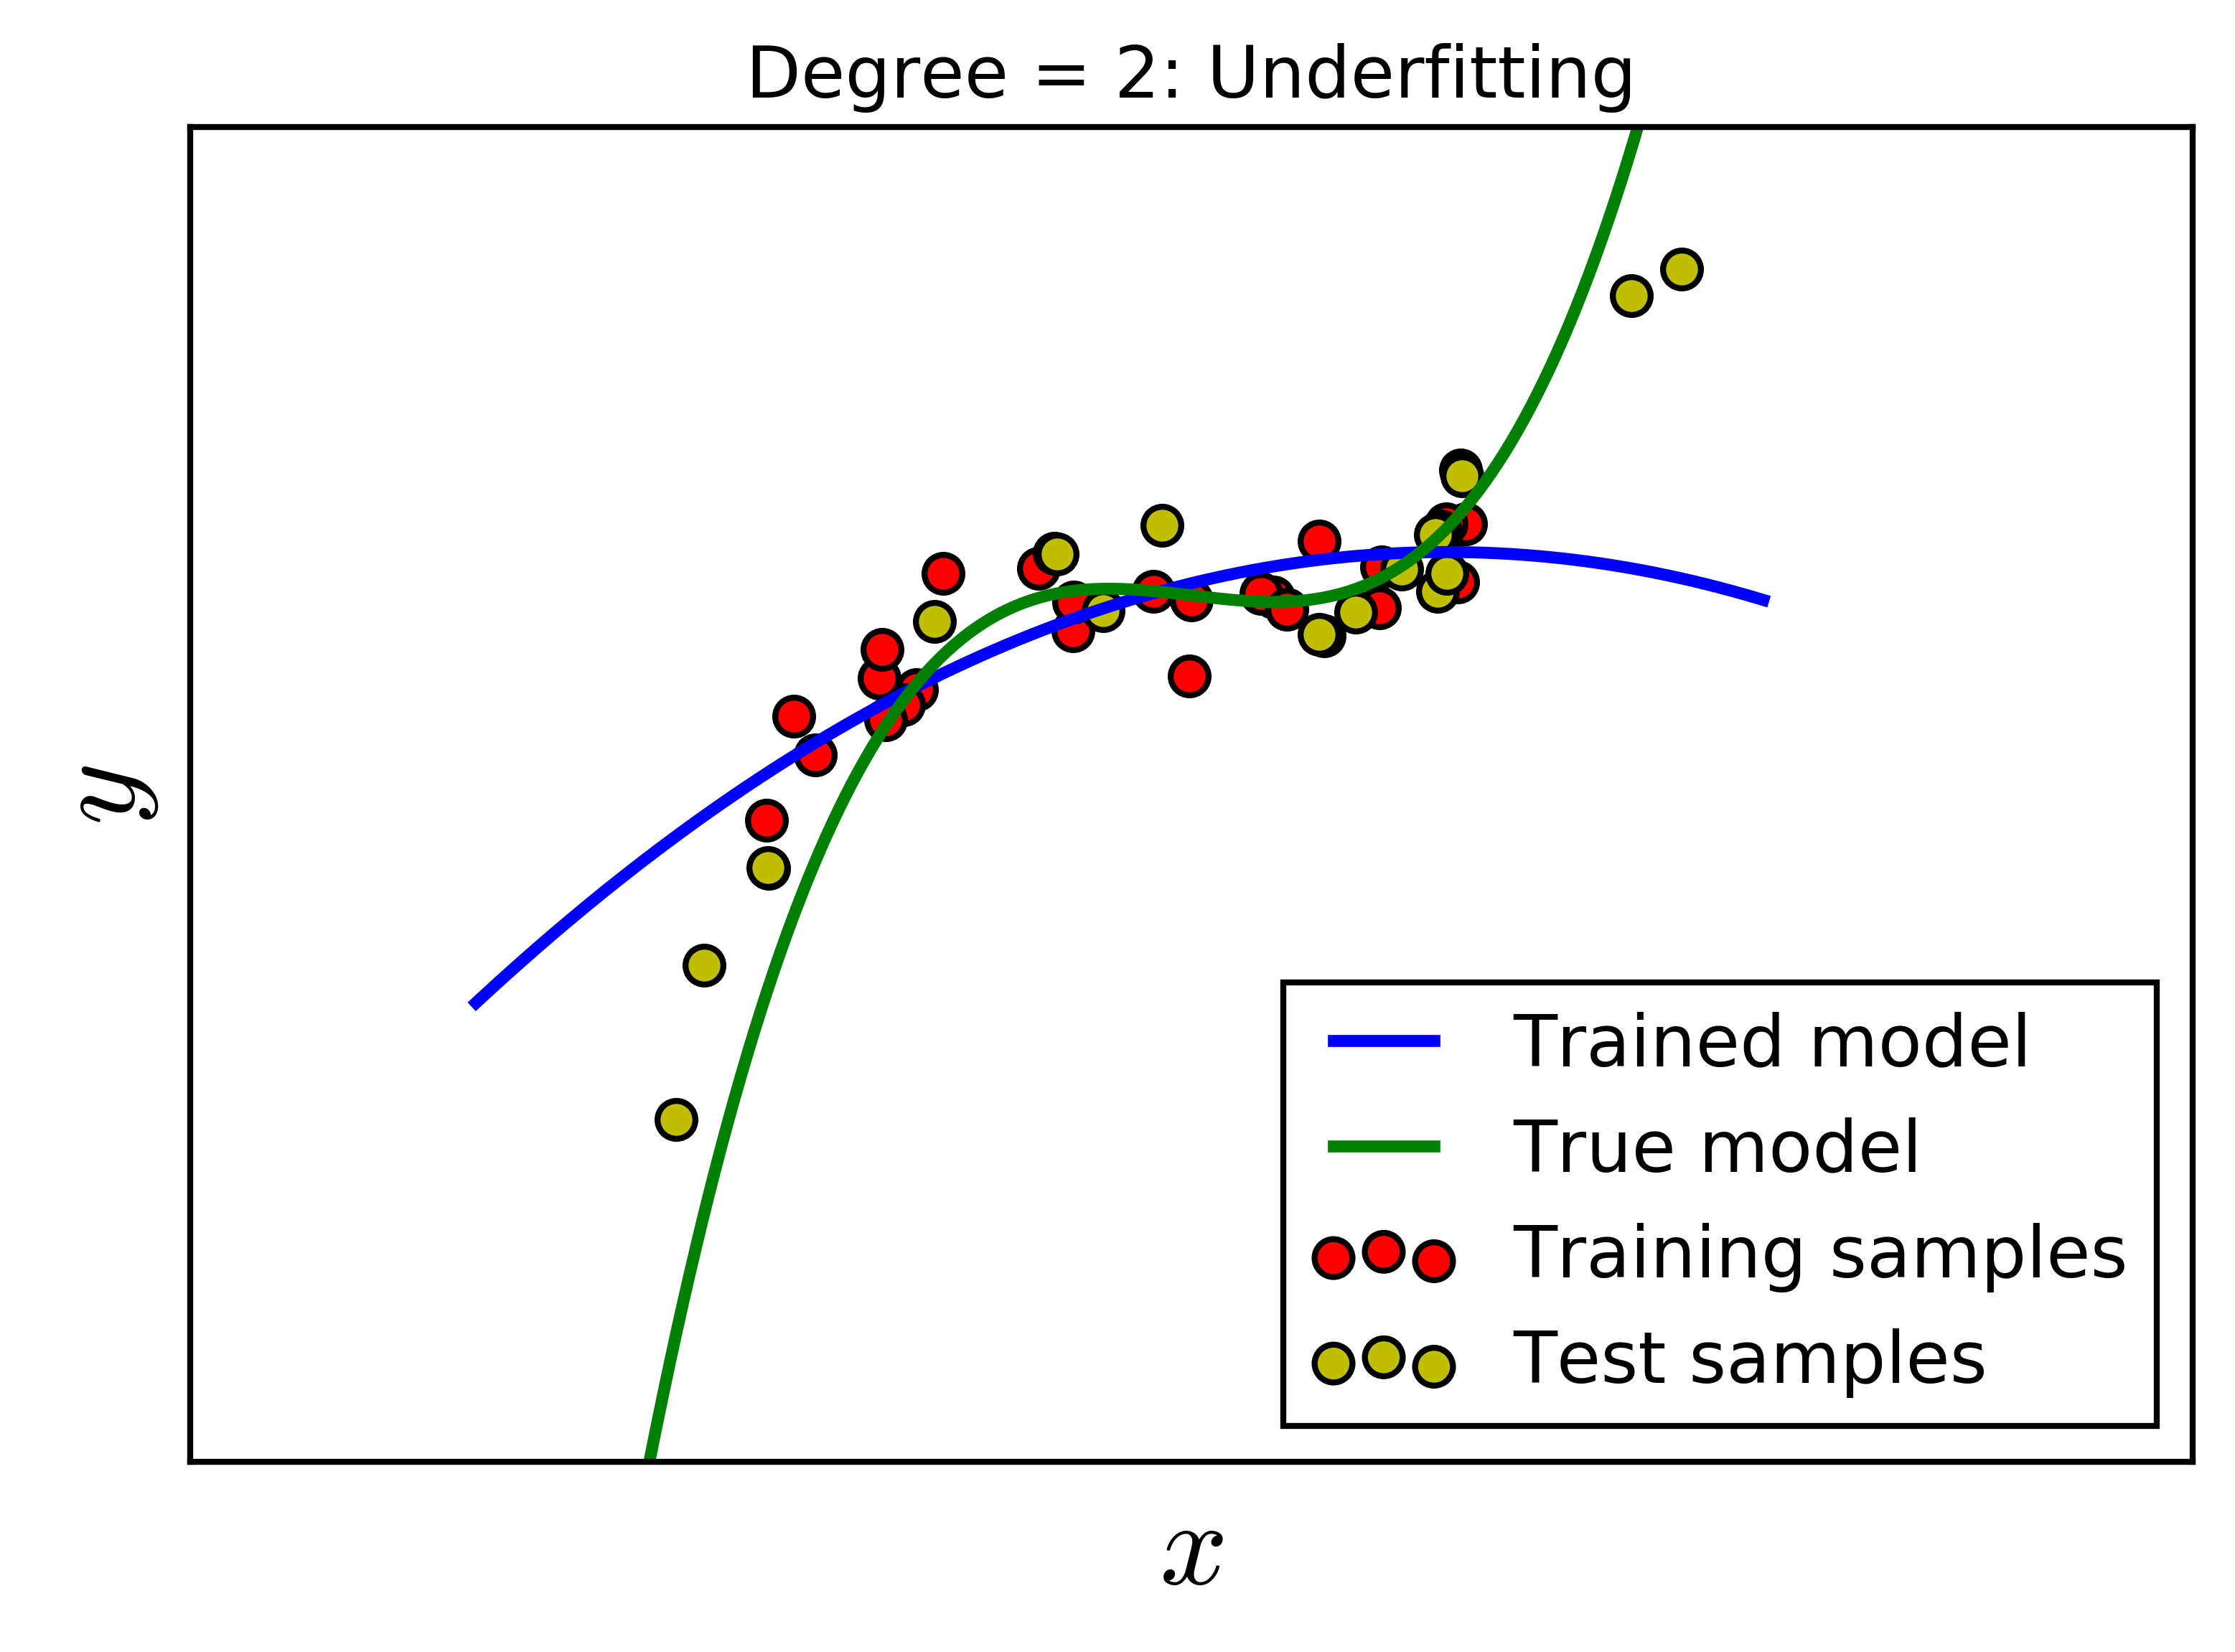 Degree = 2: Underfitting
y
Trained model
True model
Training samples
Test samples
x